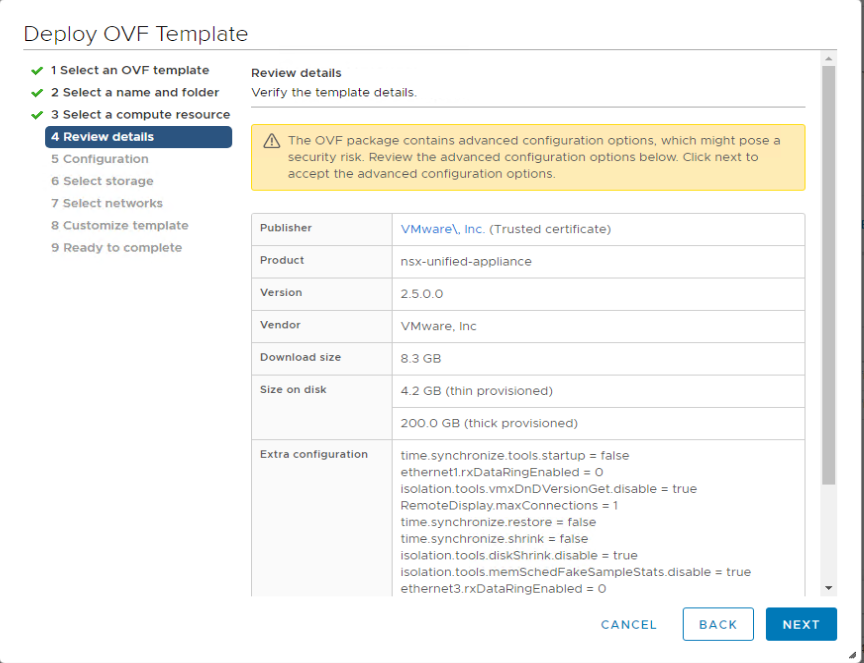 Deploy OVF Template
1 Select an OVF template
2 Select a name and folder
3 Select a compute resource
4 Review details
5 Configuration
6 Select storage
7 Select networks
8 Customize template
9 Ready to complete
Review details
Verify the template details.
The OVF package contains advanced configuration options, which might pose a
security risk. Review the advanced configuration options below. Click next to
accept the advanced configuration options.
Publisher VMware\, Inc. (Trusted certificate)
Product nsx-unified-appliance
Version 2.5.0.0
Vendor VMware, Inc
Download size 8.3 GB
Size on disk 4.2 GB (thin provisioned)
200.0 GB (thick provisioned)
Extra configuration time.synchronize.tools.startup = false
ethernet1.rxDataRingEnabled = 0
isolation.tools.vmxDnDVersionGet.disable = true
RemoteDisplay.maxConnections = 1
time.synchronize.restore = false
time.synchronize.shrink = false
isolation.tools.diskShrink.disable = true
isolation.tools.memSchedFakeSampleStats.disable = true
ethernet3.rxDataRingEnabled = 0
CANCEL BACK NEXT